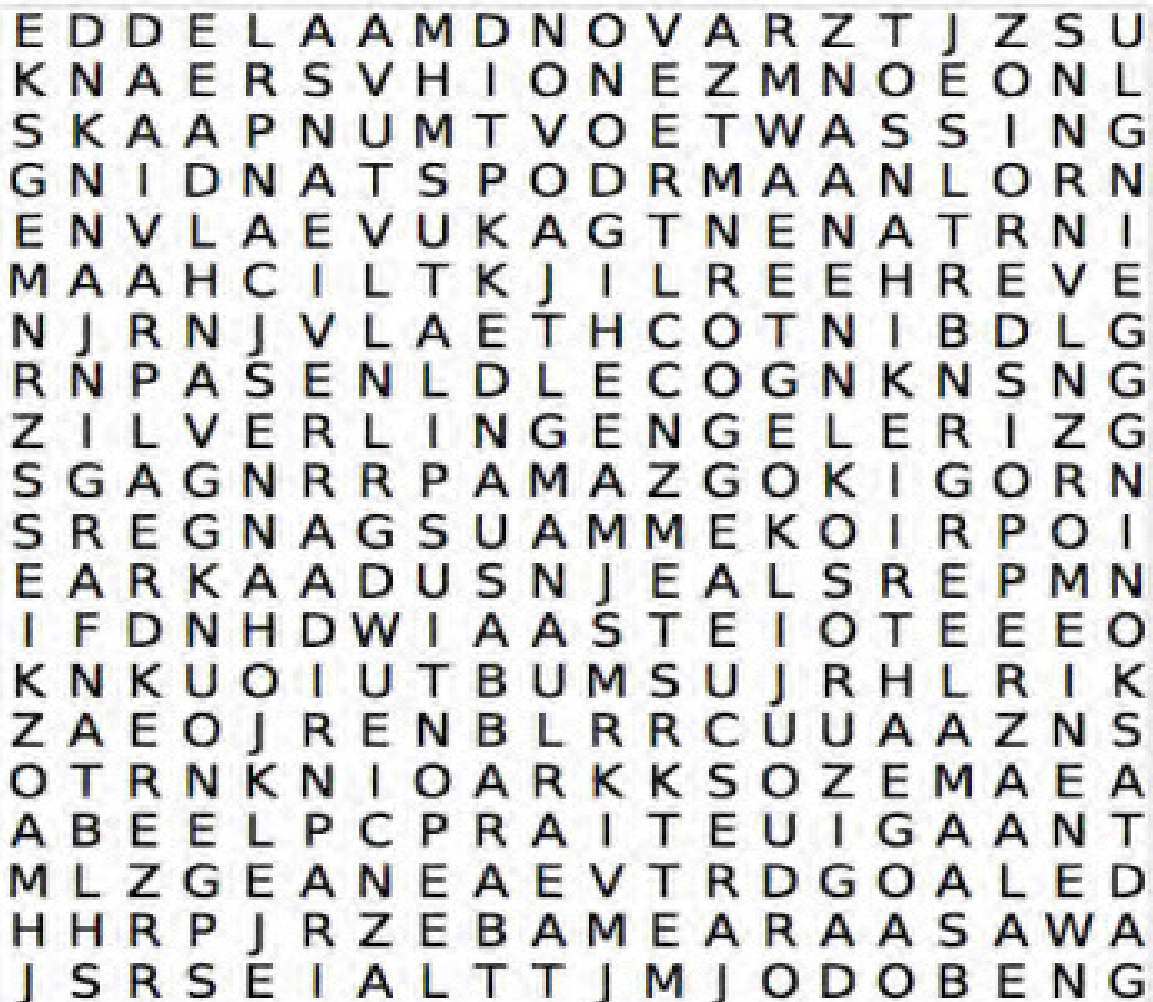 E D D E L A A M D N O V A R Z T J Z S U
K N A E R S V H I O N E Z M N O E O N L
S K A A P N U M T V O E T W A S S I N G
G N I D N A T S P O D R M A A N L O R N
E N V L A E V U K A G T N E N A T R N I
M A A H C I L T K J I L R E E H R E V E
N J R N J V L A E T H C O T N I B D L G
R N P A S E N L D L E C O G N K N S N G
Z I L V E R L I N G E N G E L E R I Z G
S G A G N R R P A M A Z G O K I G O R N
S R E G N A G S U A M M E K O I R P O I
E A R K A A D U S N J E A L S R E P M N
I F D N H D W I A A S T E I O T E E E O
K N K U O I U T B U M S U J R H L R I K
Z A E O J R E N B L R R C U U A A Z N S
O T R N K N I O A R K K S O Z E M A E A
A B E E L P C P R A I T E U I G A A N T
M L Z G E A N E A E V T R D G O A L E D
H H R P J R Z E B A M E A R A A S A W A
J S R S E I A L T T J M J O D O B E N G